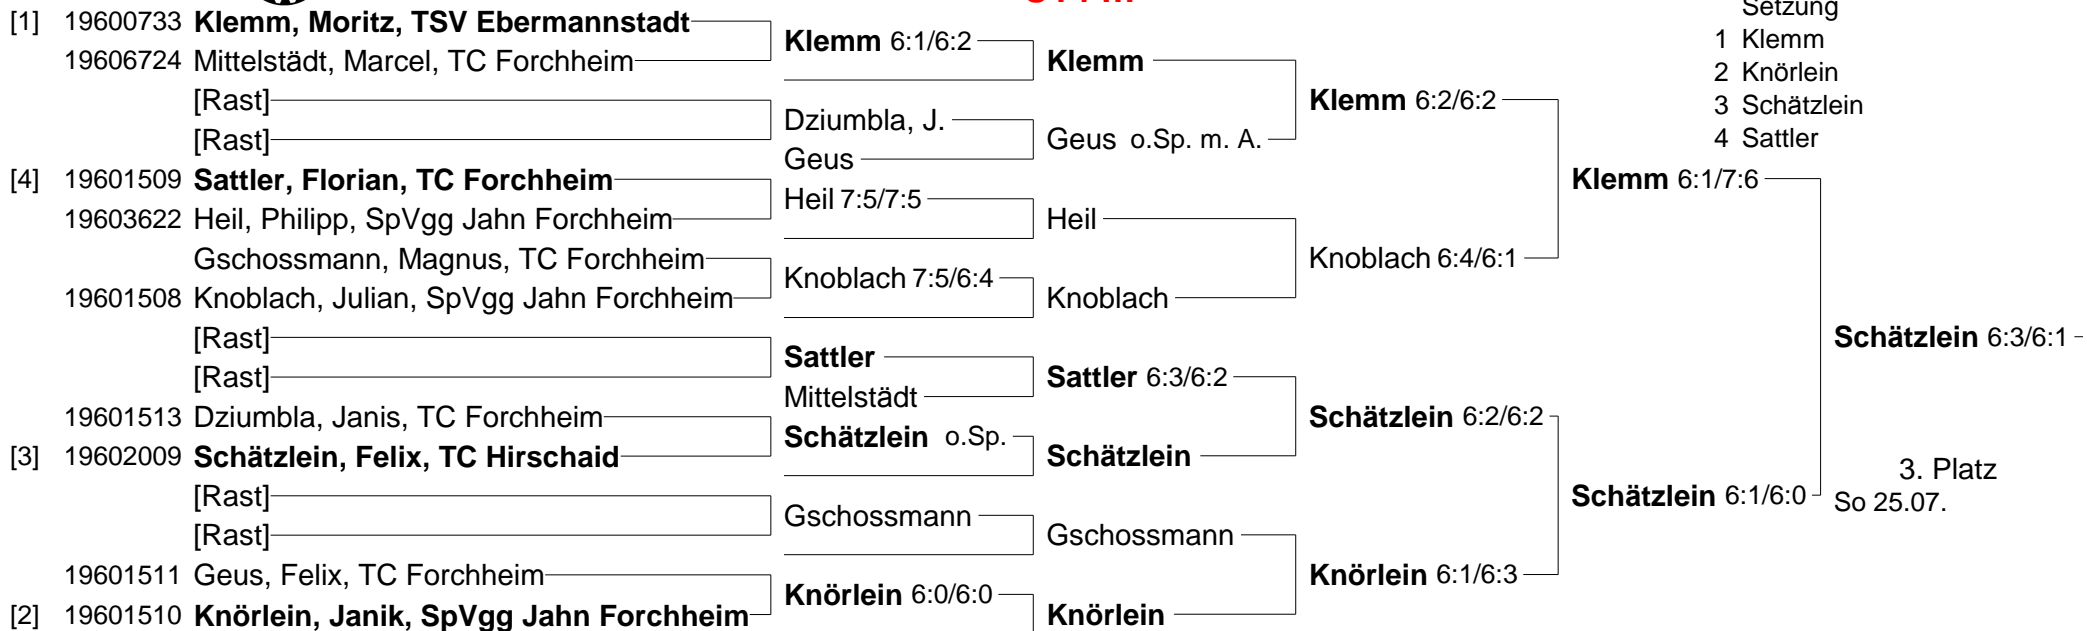 [1] 19600733 Klemm, Moritz, TSV Ebermannstadt
19606724 Mittelstädt, Marcel, TC Forchheim
[Rast]
[Rast]
[4] 19601509 Sattler, Florian, TC Forchheim
19603622 Heil, Philipp, SpVgg Jahn Forchheim
Gschossmann, Magnus, TC Forchheim
19601508 Knoblach, Julian, SpVgg Jahn Forchheim
[Rast]
[Rast]
19601513 Dziumbla, Janis, TC Forchheim
[3] 19602009 Schätzlein, Felix, TC Hirschaid
[Rast]
[Rast]
19601511 Geus, Felix, TC Forchheim
[2] 19601510 Knörlein, Janik, SpVgg Jahn Forchheim
Klemm 6:1/6:2
Dziumbla, J.
Geus
Heil 7:5/7:5
Knoblach 7:5/6:4
Sattler
Mittelstädt
Schätzlein o.Sp.
Gschossmann
Knörlein 6:0/6:0
Klemm
Geus o.Sp. m. A.
Heil
Knoblach
Sattler 6:3/6:2
Schätzlein
Gschossmann
Knörlein
Klemm 6:2/6:2
Knoblach 6:4/6:1
Schätzlein 6:2/6:2
Knörlein 6:1/6:3
Klemm 6:1/7:6
Schätzlein 6:1/6:0
Schätzlein 6:3/6:1
3. Platz
So 25.07.
Setzung
1 Klemm
2 Knörlein
3 Schätzlein
4 Sattler